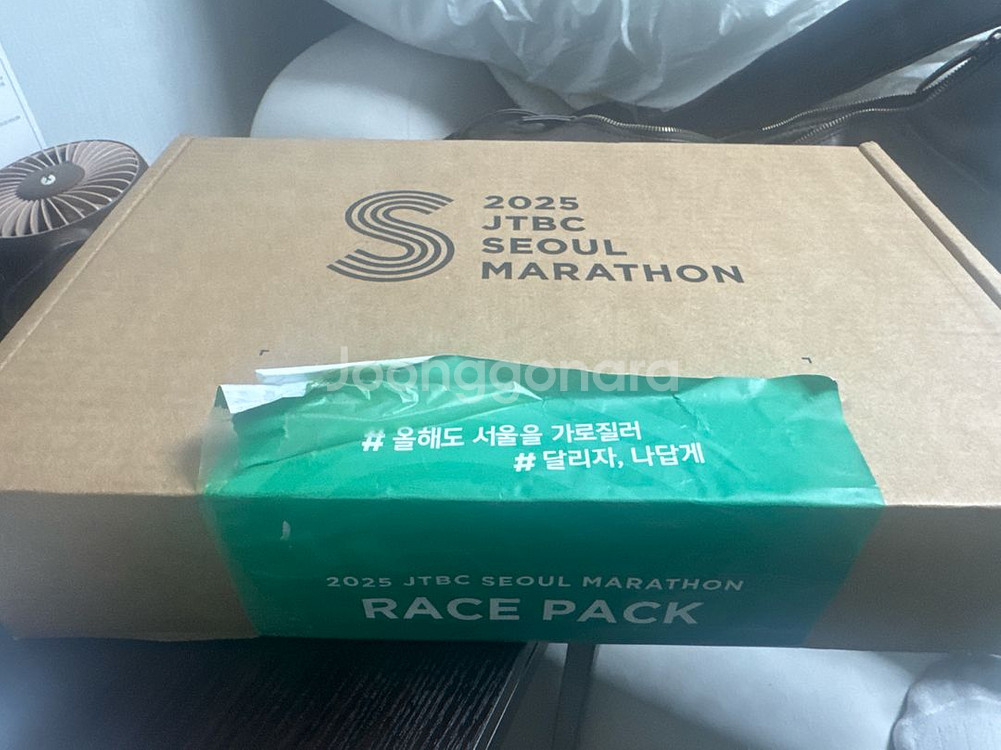 2025
JTBC
SEOUL
MARATHON
Joonggonara
# 올해도 서울을 가로질러
# 달리자, 나답게
2025 JTBC SEOUL MARATHON
RACE PACK